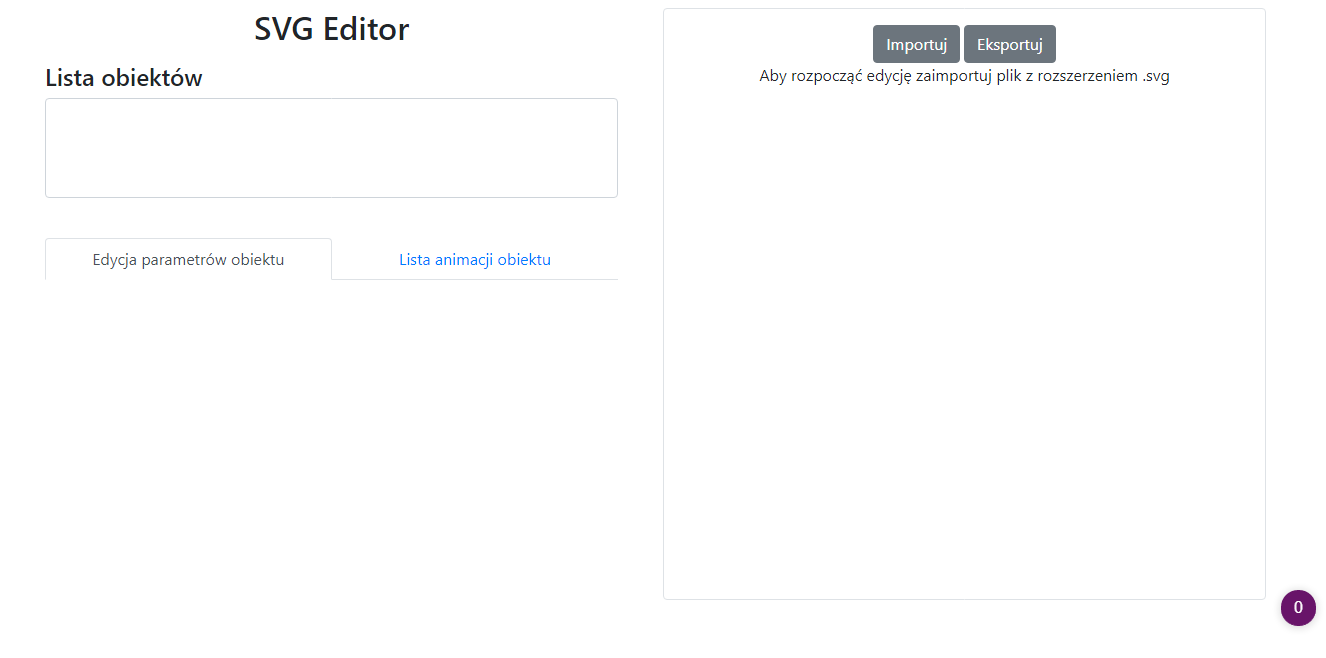 SVG Editor
Lista obiektów
Edycja parametrów obiektu
Lista animacji obiektu
Importuj
Eksportuj
Aby rozpocząć edycję zaimportuj plik z rozszerzeniem .svg
0